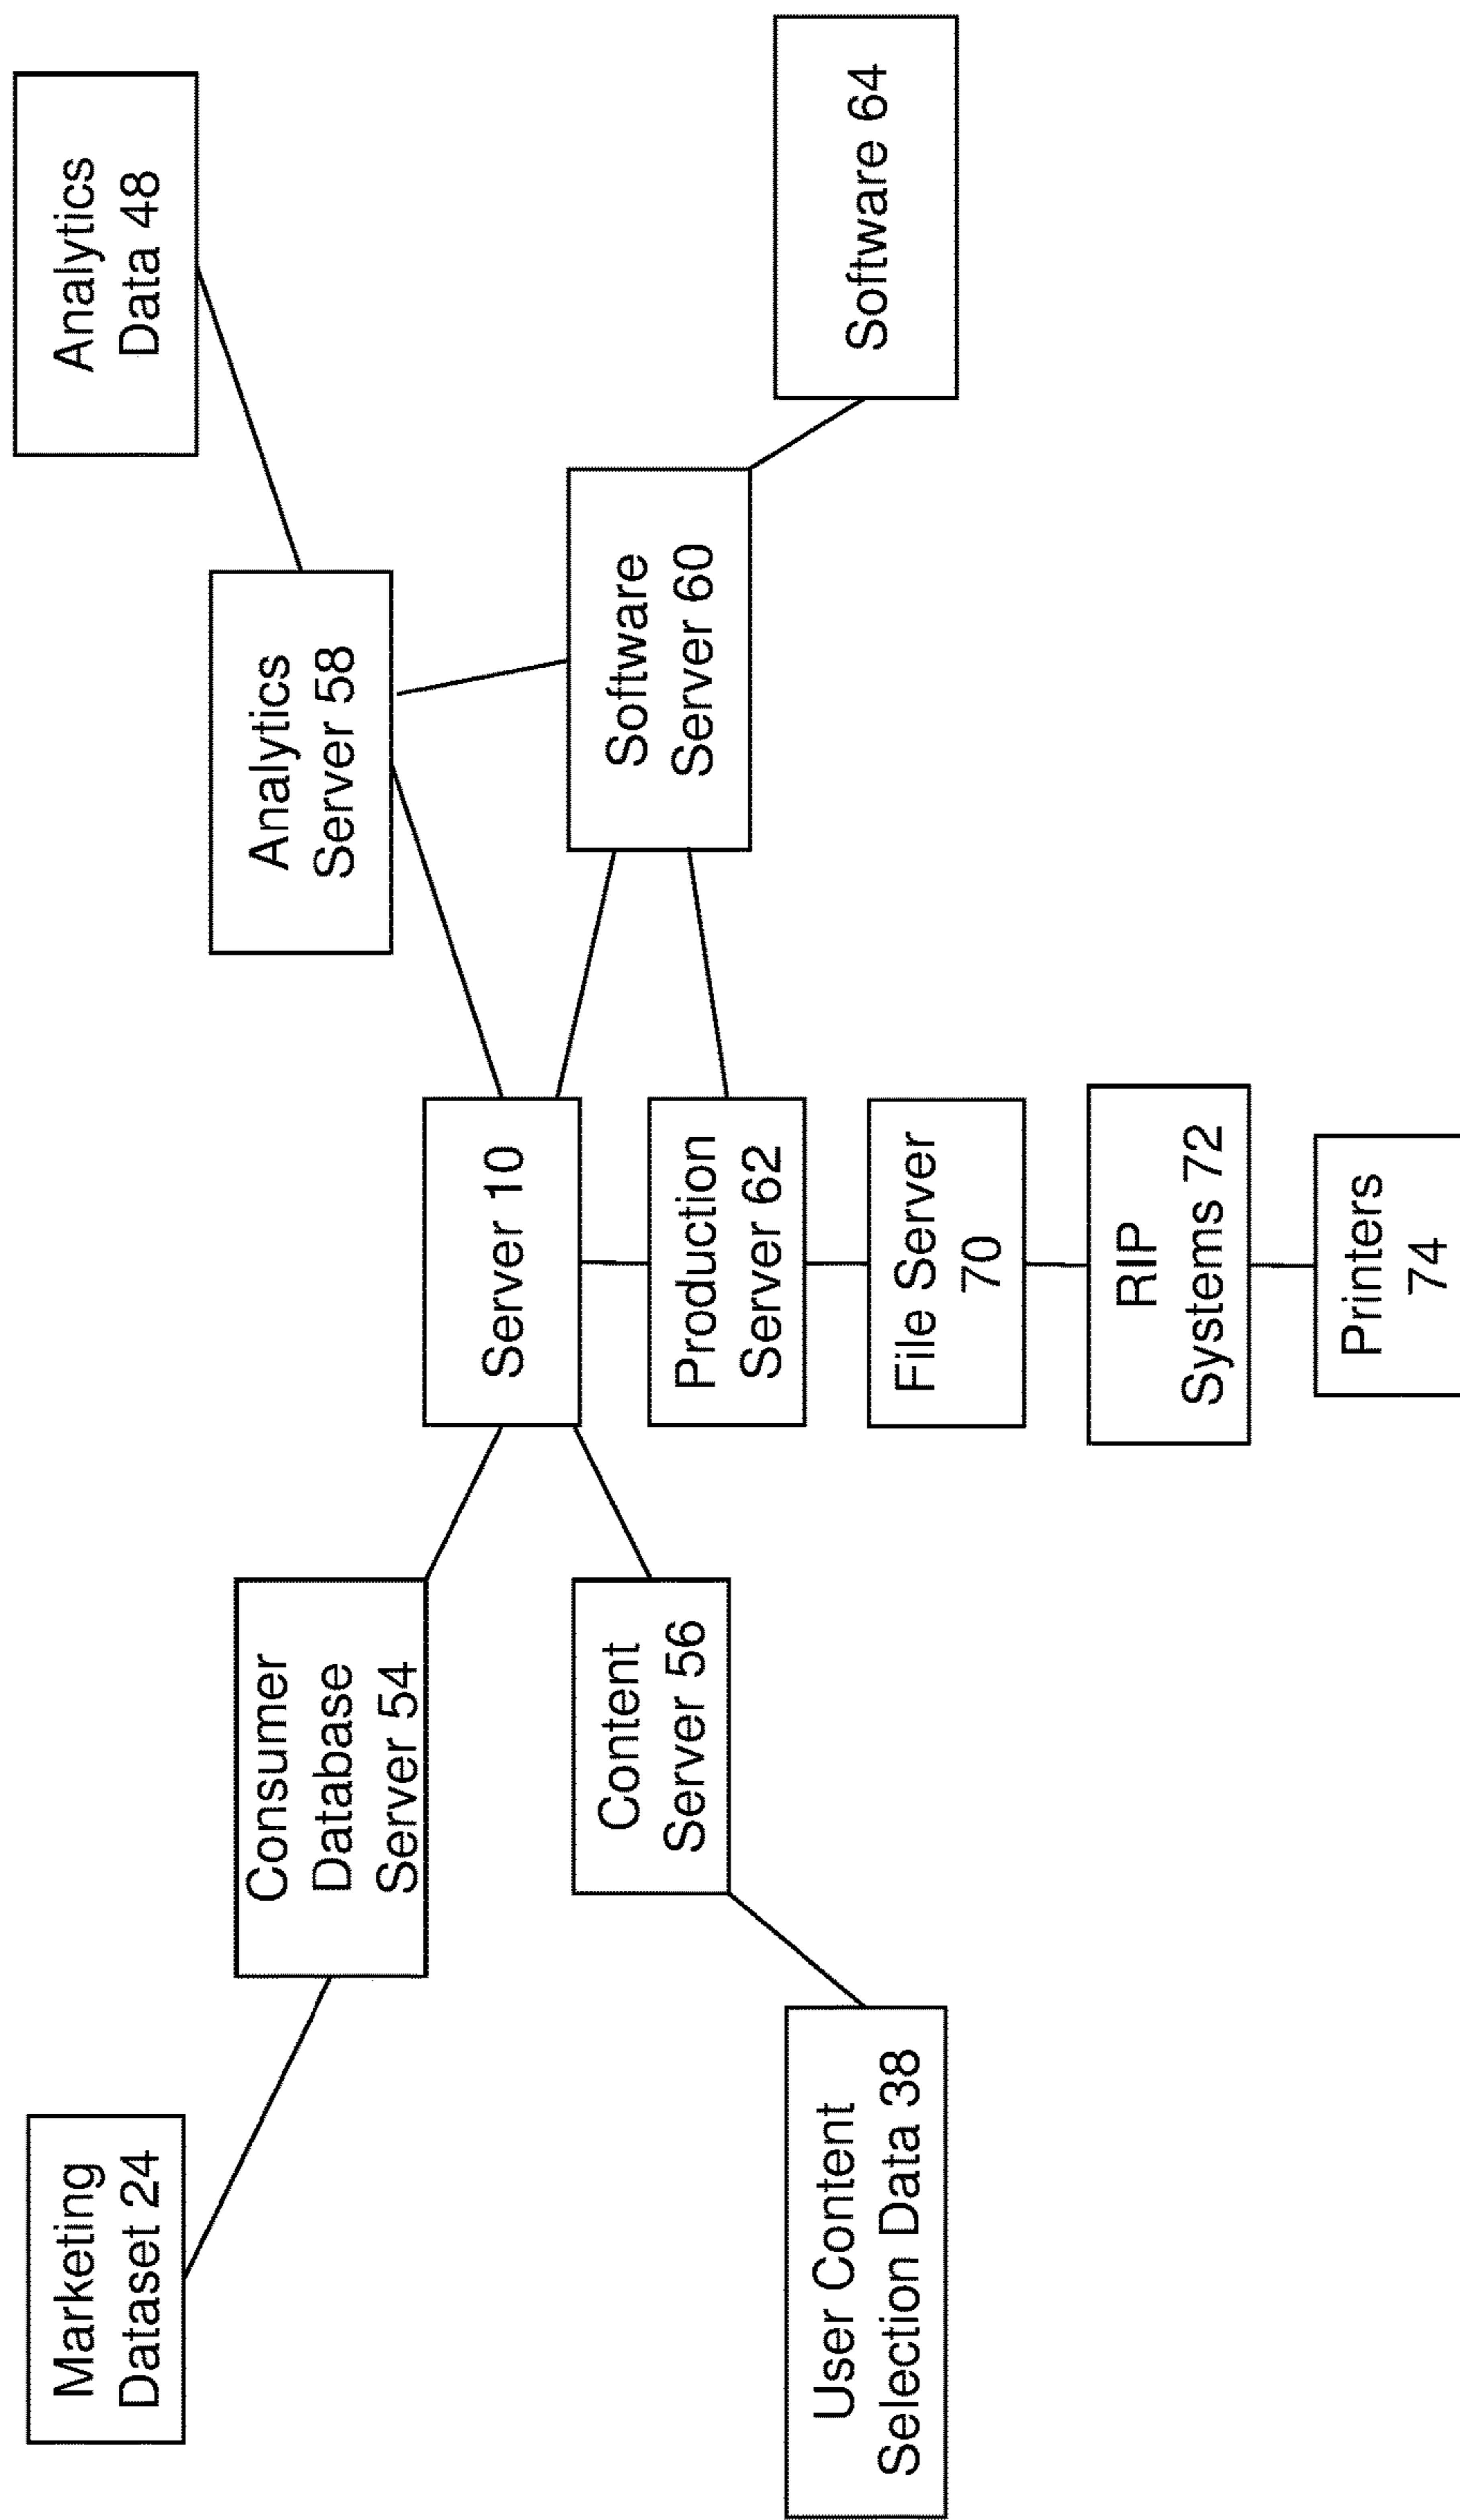 Marketing
Dataset 24
Consumer
Database
Server 54
Server 10
Analytics
Server 58
Analytics
Data 48
User Content
Selection Data 38
Content
Server 56
Production
Server 62
Software
Server 60
Software 64
File Server
70
RIP
Systems 72
Printers
74